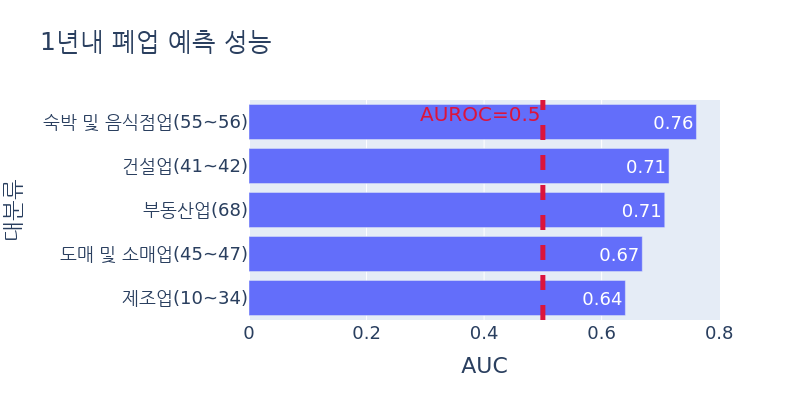 1년내 폐업 예측 성능
AUROC=0.5
숙박 및 음식점업(55~56)
0.76
건설업(41~42)
0.71
부동산업(68)
0.71
도매 및 소매업(45~47)
0.67
제조업(10~34)
0.64
대분류
0
0.2
0.4
0.6
0.8
AUC